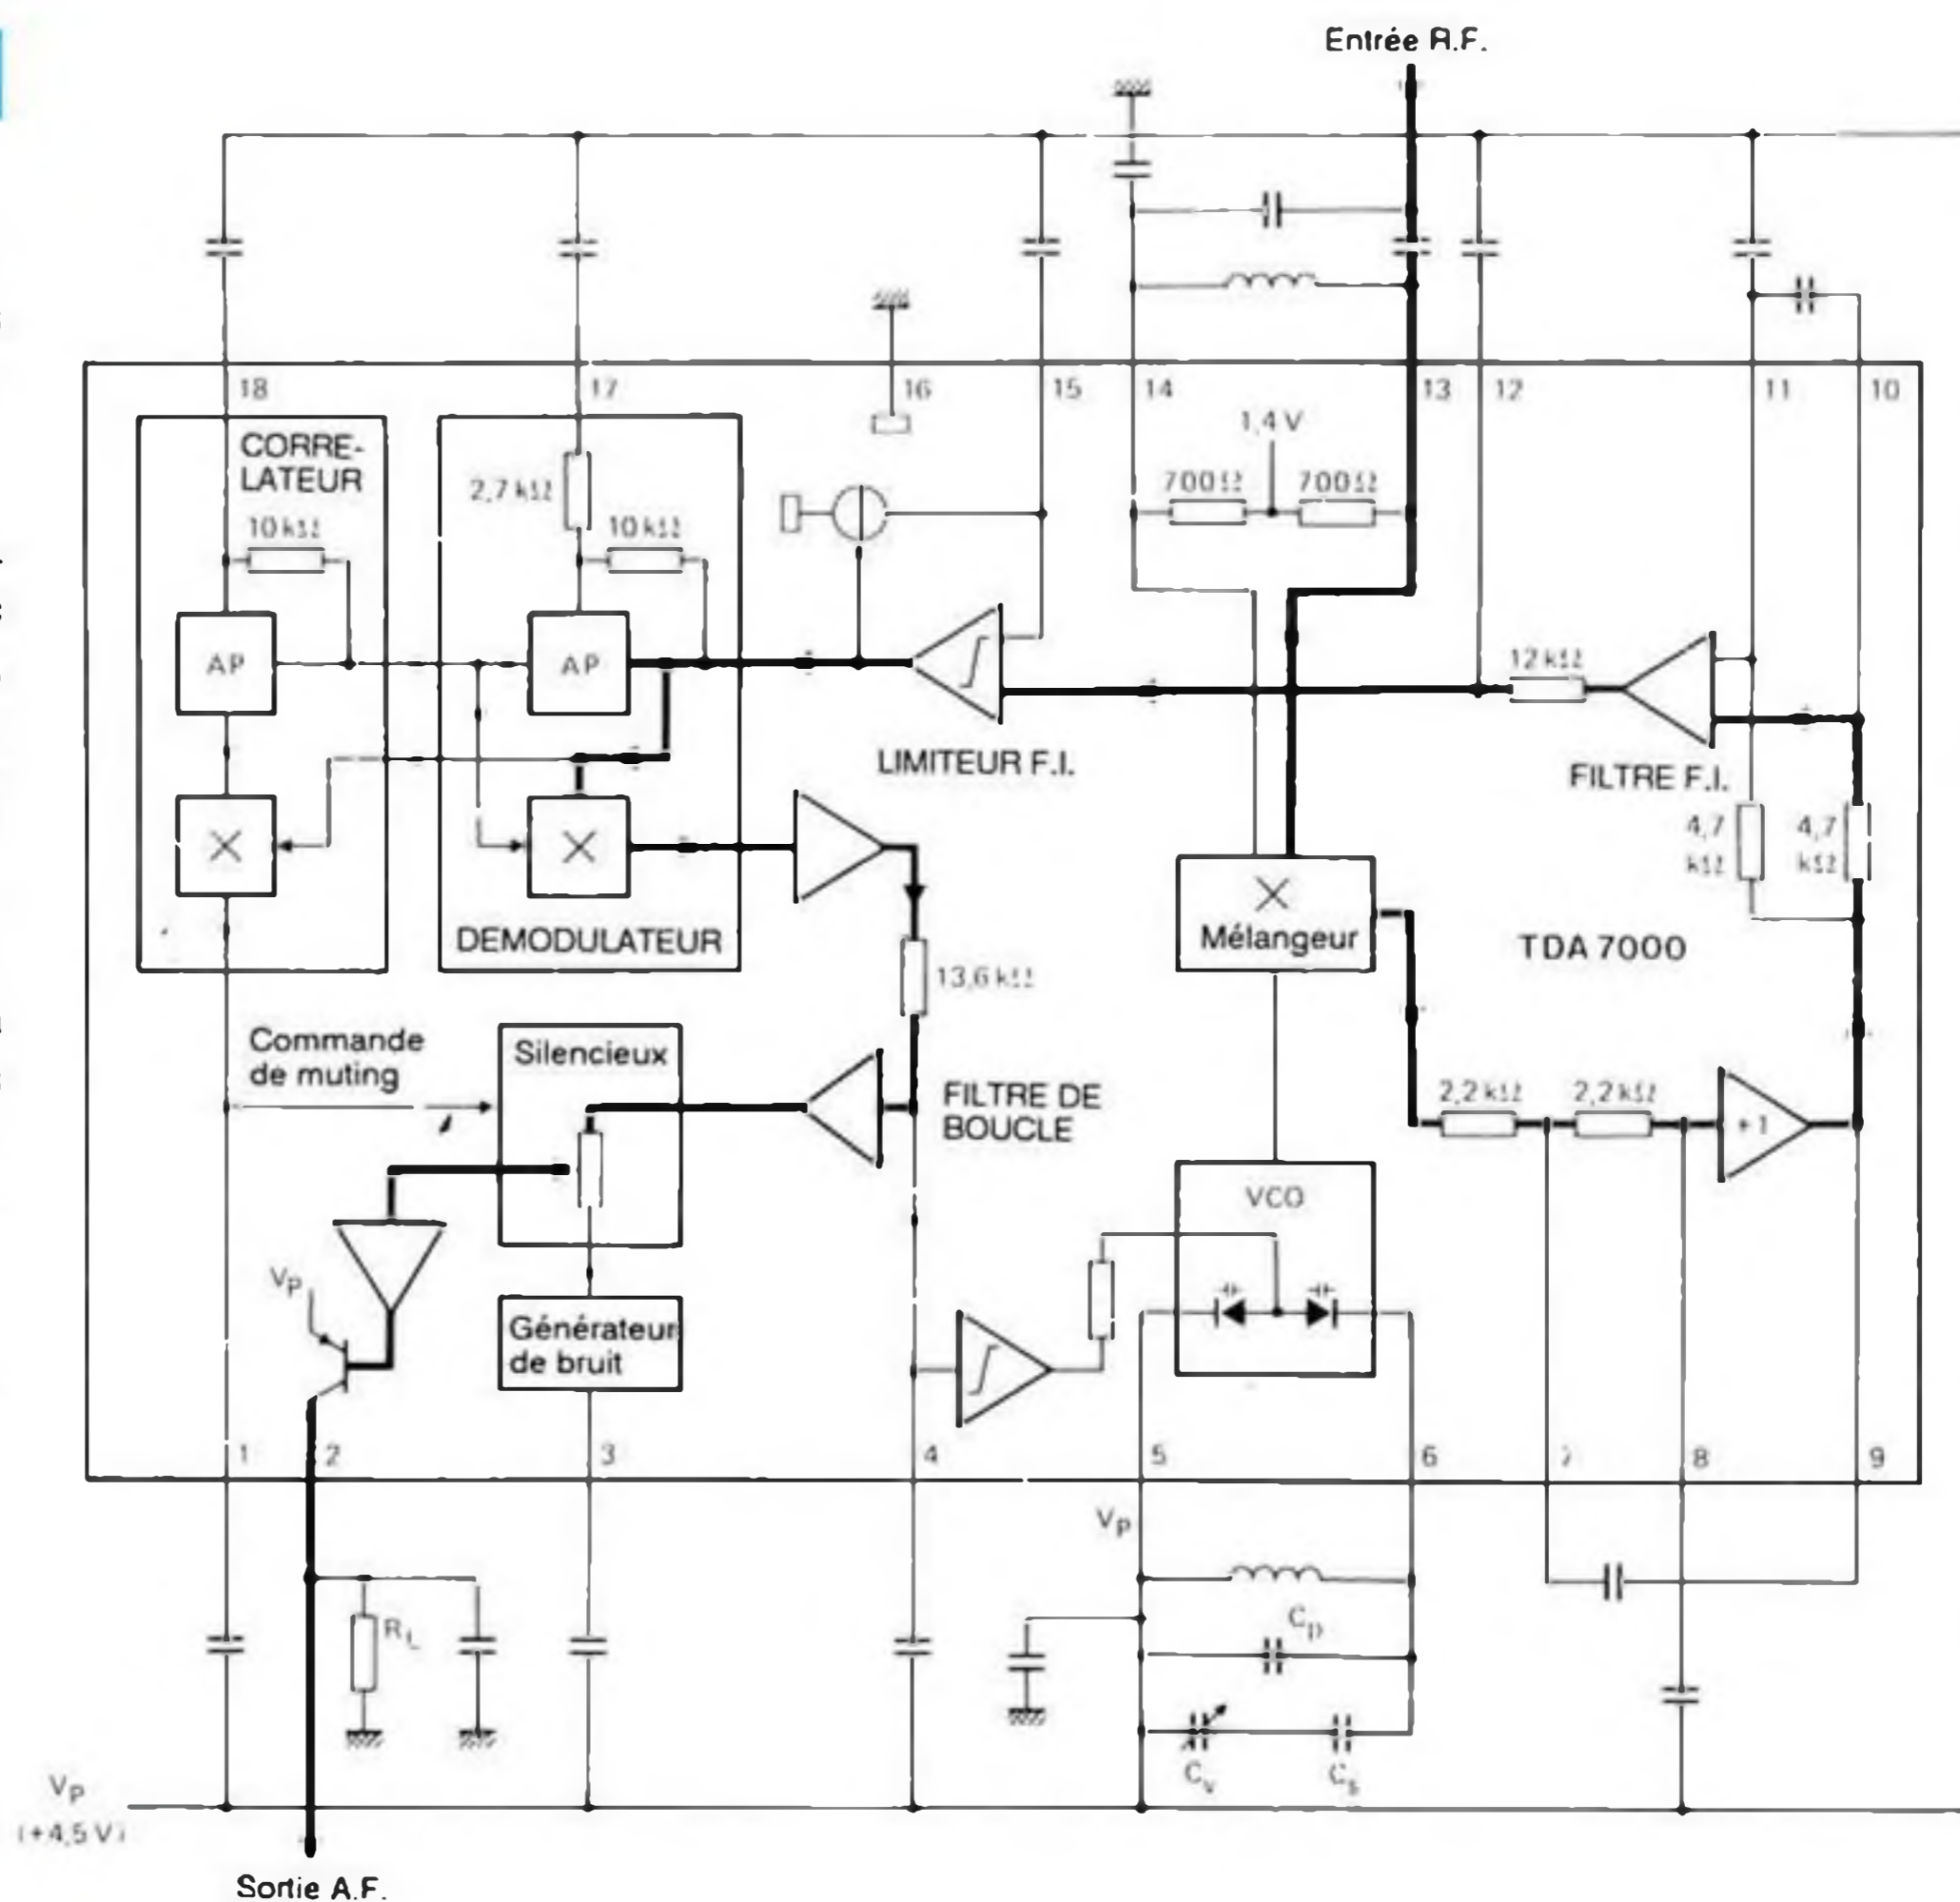 Entrée R.F.
18
17
16
15
14
13
12
11
10
CORRE-
LATEUR
10 kΩ
2,7 kΩ
10 kΩ
1,4 V
700 Ω
700 Ω
AP
AP
12 kΩ
LIMITEUR F.I.
FILTRE F.I.
4,7
kΩ
4,7
kΩ
DEMODULATEUR
Mélangeur
TDA 7000
13,6 kΩ
Commande
de muting
Silencieux
FILTRE DE
BOUCLE
2,2 kΩ
2,2 kΩ
+1
VCO
VP
Générateur
de bruit
1
2
3
4
5
6
7
8
9
VP
RL
Cp
Cv
Cs
VP
(+4,5 V)
Sortie A.F.